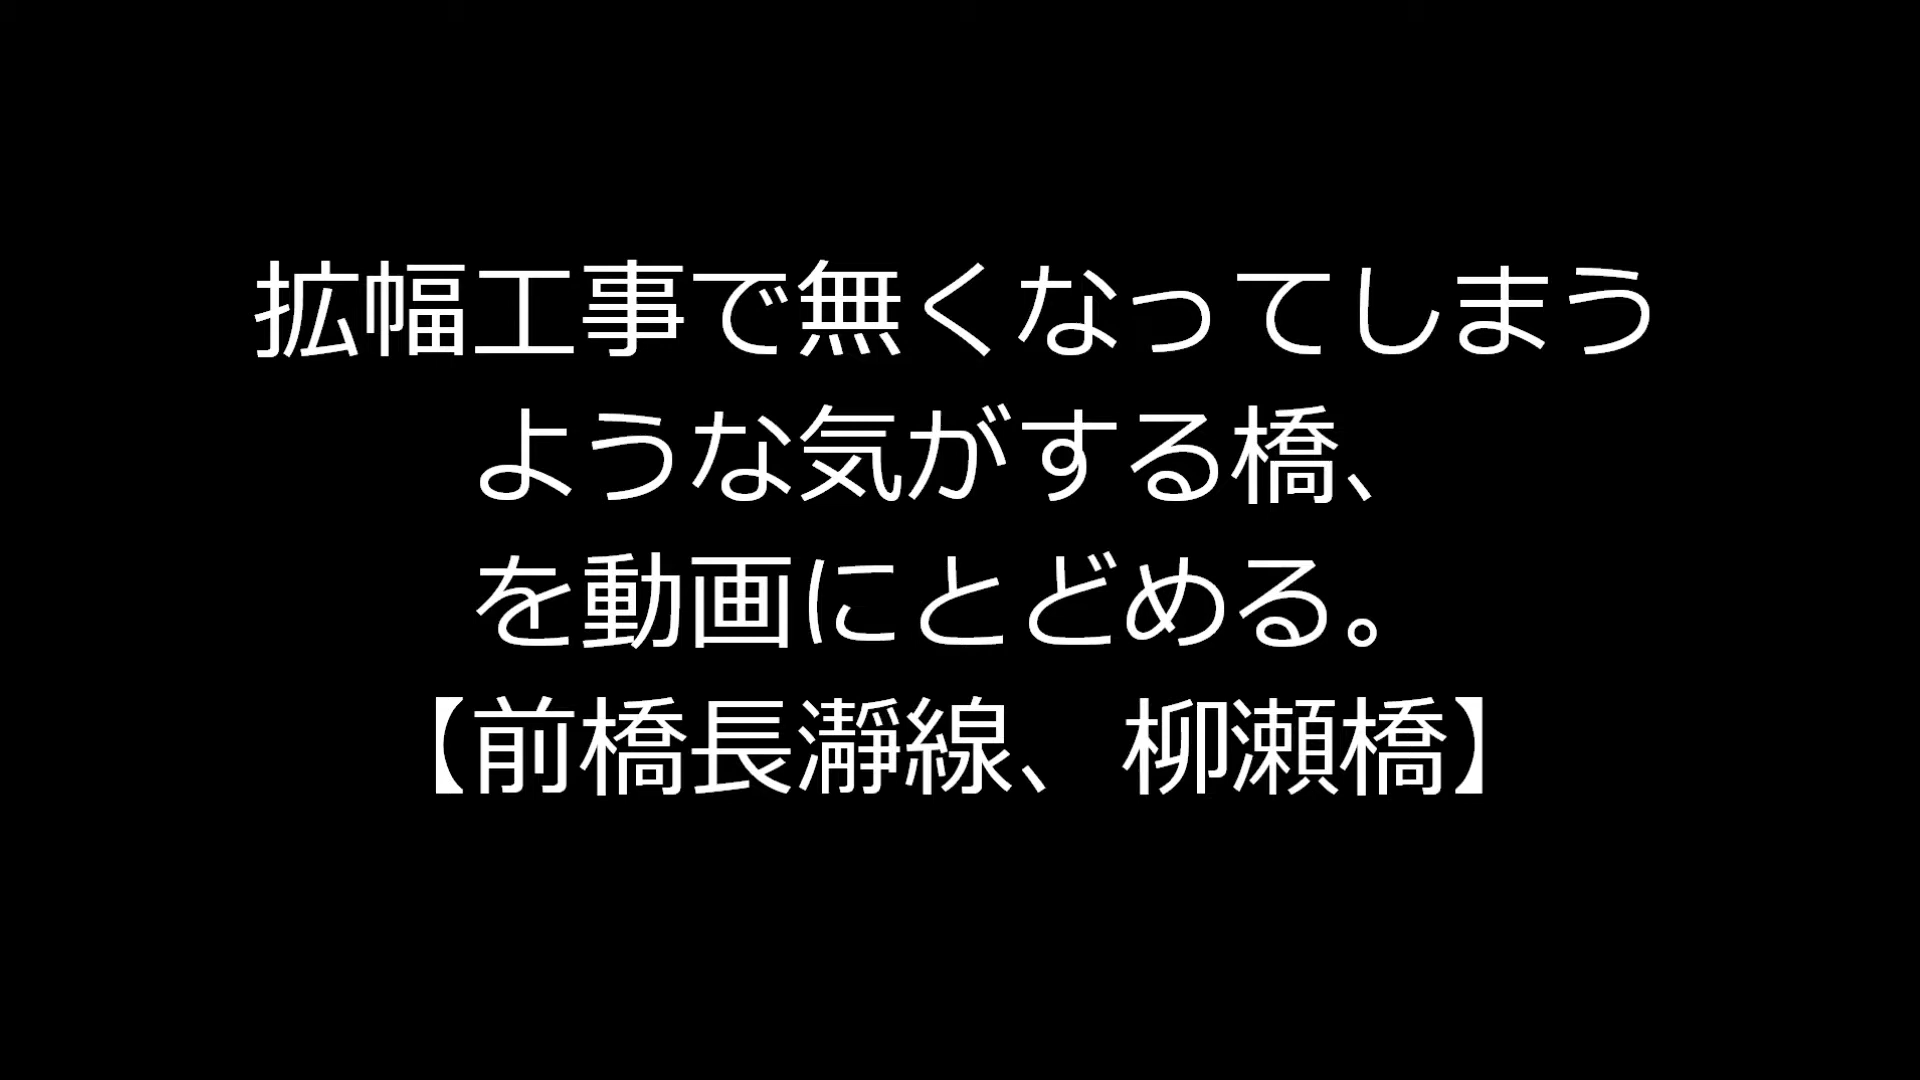 拡幅工事で無くなってしまう
ような気がする橋、
を動画にとどめる。
【前橋長瀞線、柳瀬橋】